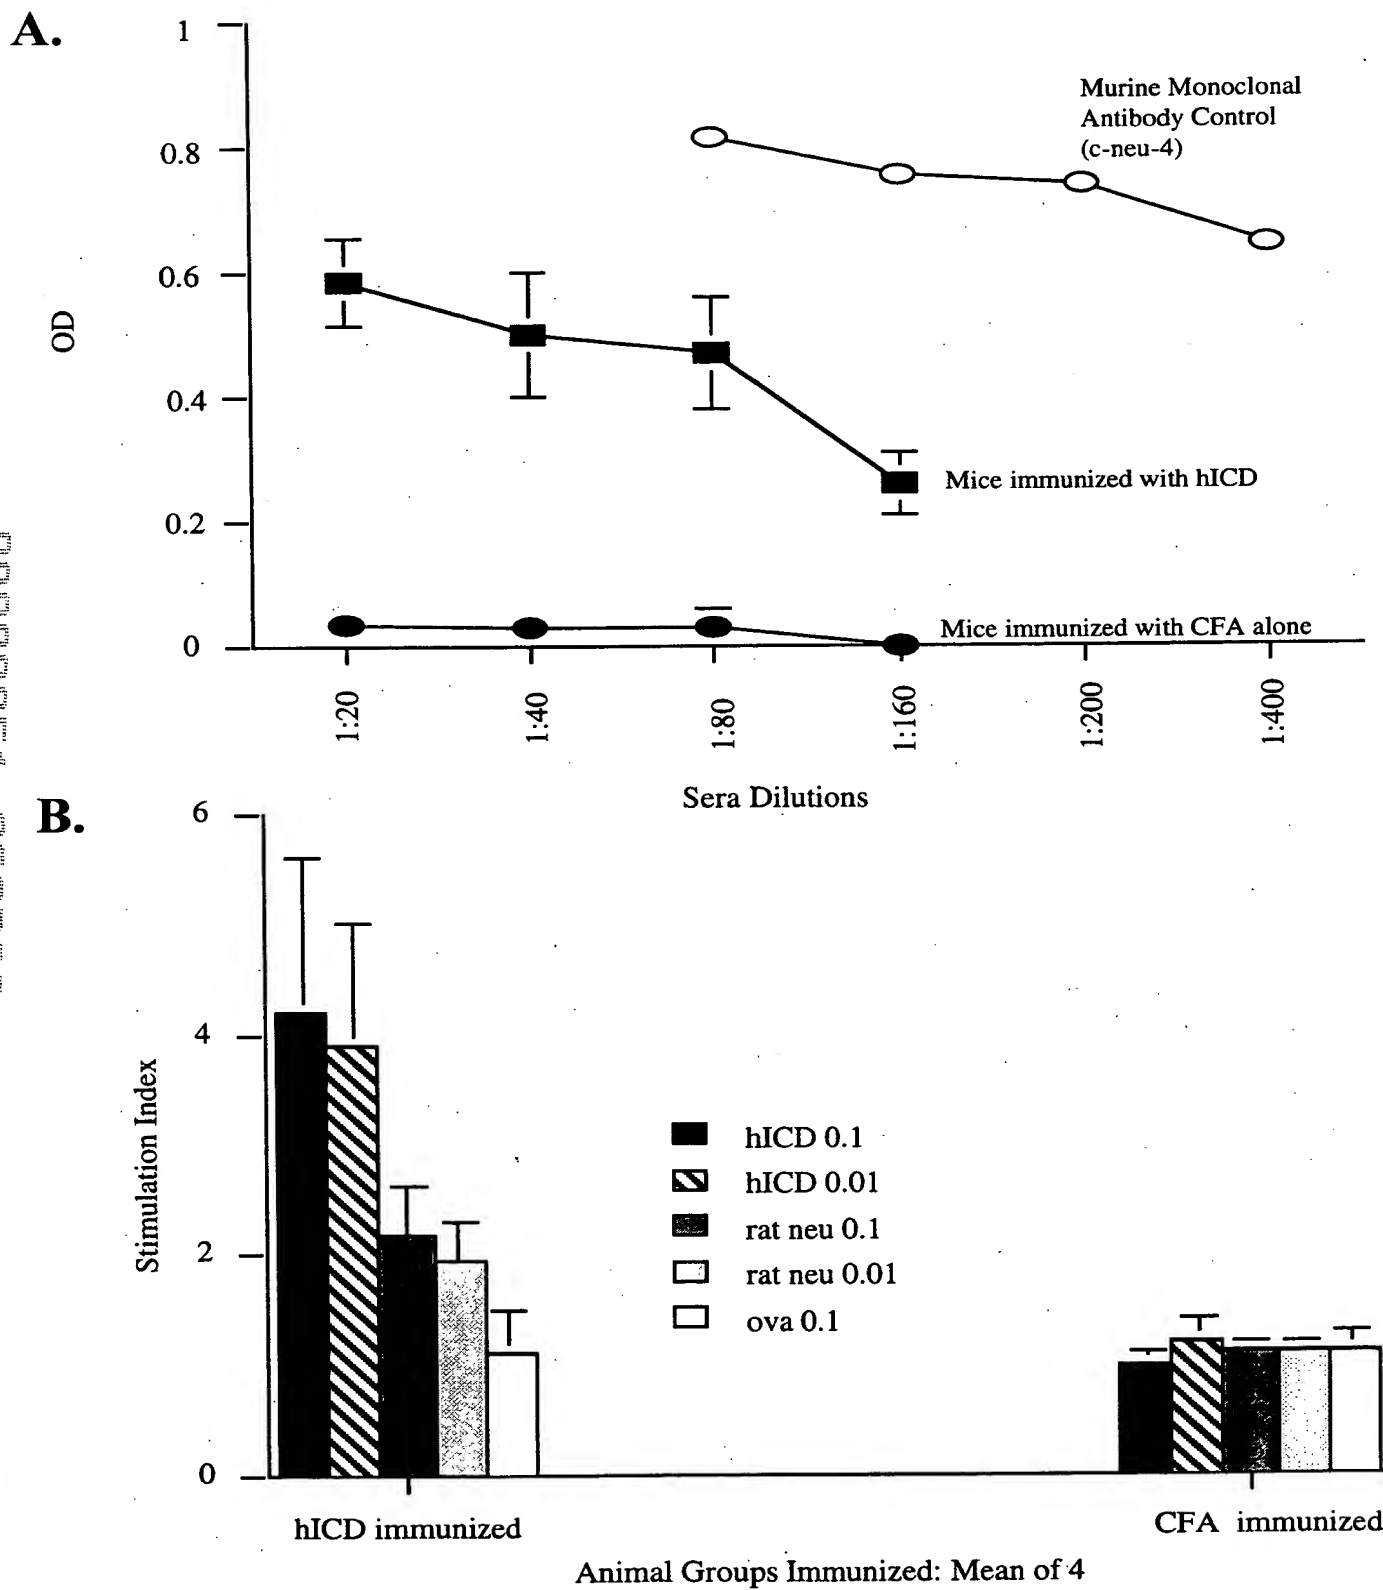 A.
1
0.8
0.6
0.4
0.2
0
OD
Murine Monoclonal
Antibody Control
(c-neu-4)
Mice immunized with hICD
Mice immunized with CFA alone
1:20
1:40
1:80
1:160
1:200
1:400
Sera Dilutions
B.
6
4
2
0
Stimulation Index
hICD 0.1
hICD 0.01
rat neu 0.1
rat neu 0.01
ova 0.1
hICD immunized
CFA immunized
Animal Groups Immunized: Mean of 4